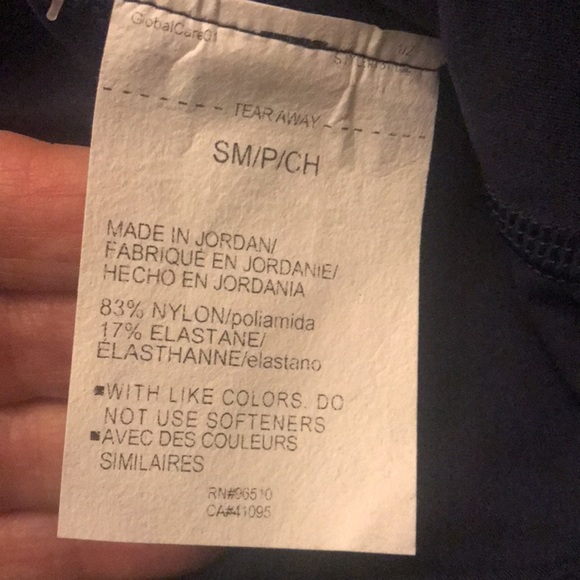 GlobalCare01
TEAR AWAY
SM/P/CH
MADE IN JORDAN/
FABRIQUÉ EN JORDANIE/
HECHO EN JORDANIA
83% NYLON/poliamida
17% ELASTANE/
ÉLASTHANNE/elastano
▪WITH LIKE COLORS. DO
NOT USE SOFTENERS
▪AVEC DES COULEURS
SIMILAIRES
RN#96510
CA#41095